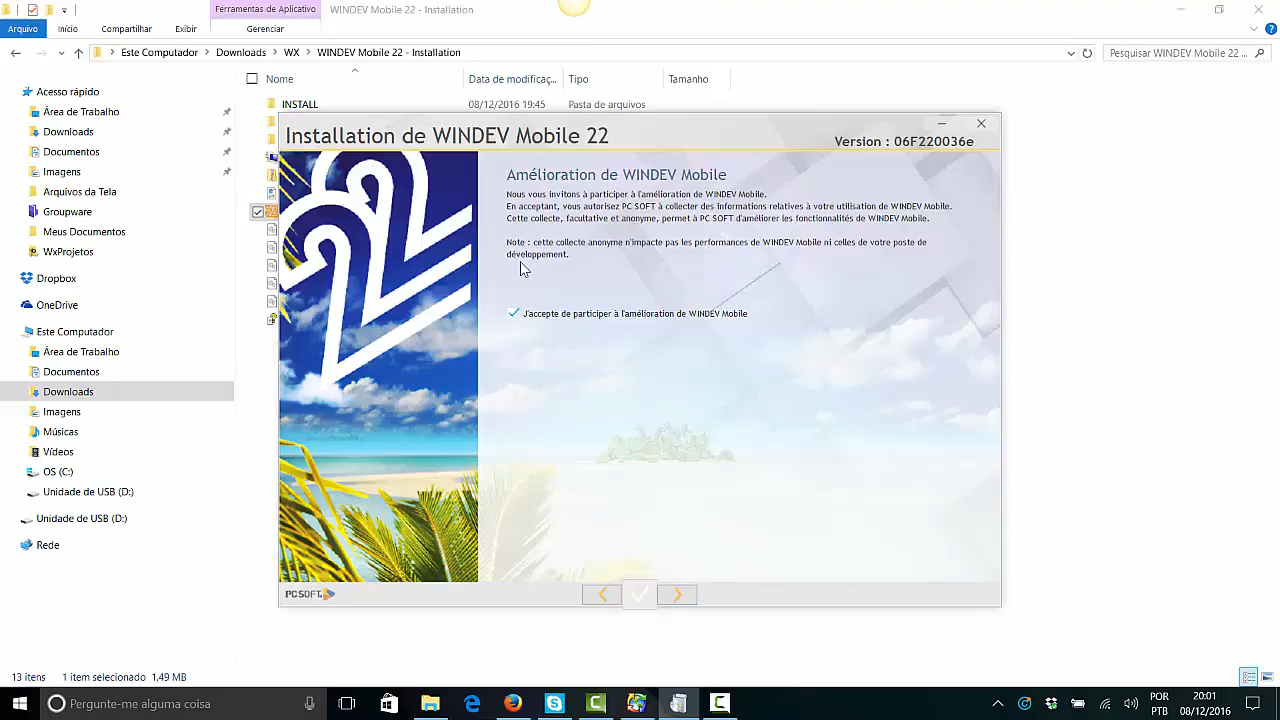 Ferramentas de Aplicativo
WINDEV Mobile 22 - Installation
Arquivo
Início
Compartilhar
Exibir
Gerenciar
Este Computador
Downloads
WX
WINDEV Mobile 22 - Installation
Pesquisar WINDEV Mobile 22 ...
Nome
Data de modificaç...
Tipo
Tamanho
Acesso rápido
Área de Trabalho
Downloads
Documentos
Imagens
Arquivos da Tela
Groupware
Meus Documentos
WxProjetos
Dropbox
OneDrive
Este Computador
Área de Trabalho
Documentos
Downloads
Imagens
Músicas
Vídeos
OS (C:)
Unidade de USB (D:)
Unidade de USB (D:)
Rede
INSTALL
08/12/2016 19:45
Pasta de arquivos
Installation de WINDEV Mobile 22
Version : 06F220036e
22
Amélioration de WINDEV Mobile
Nous vous invitons à participer à l'amélioration de WINDEV Mobile.
En acceptant, vous autorisez PC SOFT à collecter des informations relatives à votre utilisation de WINDEV Mobile.
Cette collecte, facultative et anonyme, permet à PC SOFT d'améliorer les fonctionnalités de WINDEV Mobile.
Note : cette collecte anonyme n'impacte pas les performances de WINDEV Mobile ni celles de votre poste de
développement.
J'accepte de participer à l'amélioration de WINDEV Mobile
PC SOFT
13 itens
1 item selecionado
1,49 MB
Pergunte-me alguma coisa
POR
PTB
20:01
08/12/2016